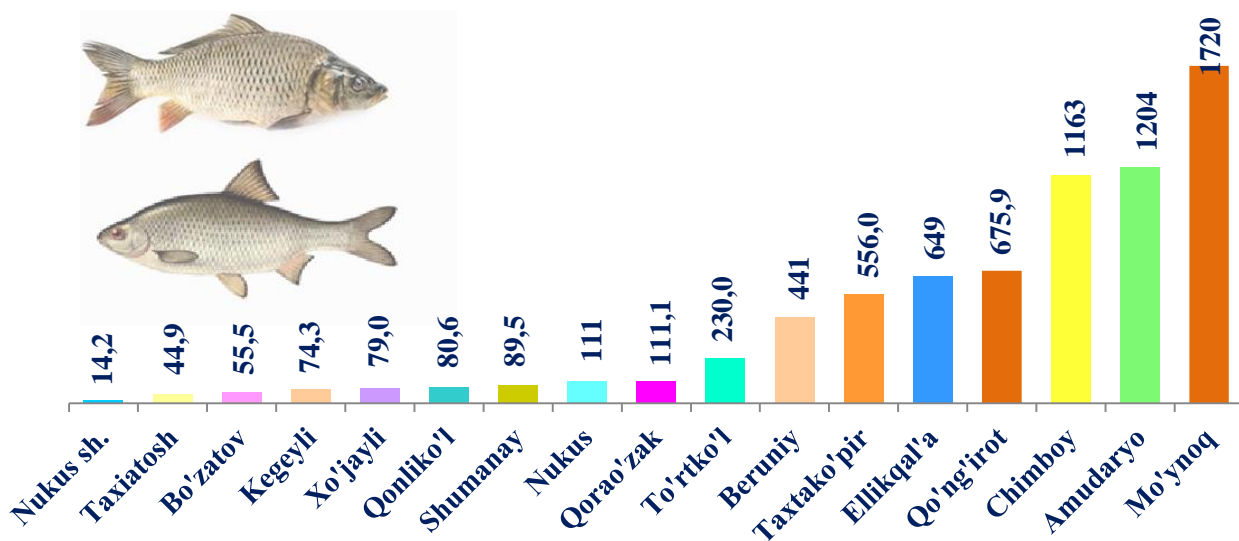 14,2
44,9
55,5
74,3
79,0
80,6
89,5
111
111,1
230,0
441
556,0
649
675,9
1163
1204
1720
Nukus sh.
Taxiatosh
Bo'zatov
Kegeyli
Xo'jayli
Qonliko'l
Shumanay
Nukus
Qorao'zak
To'rtko'l
Beruniy
Taxtako'pir
Ellikqal'a
Qo'ng'irot
Chimboy
Amudaryo
Mo'ynoq